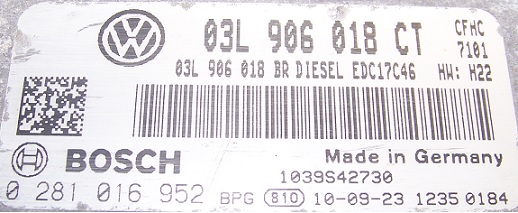 03L 906 018 CT CFHC
7101
03L 906 018 BR DIESEL EDC17C46 HW: H22
BOSCH
Made in Germany
1039S42730
0 281 016 952 BPG 810 10-09-23 1235 0184